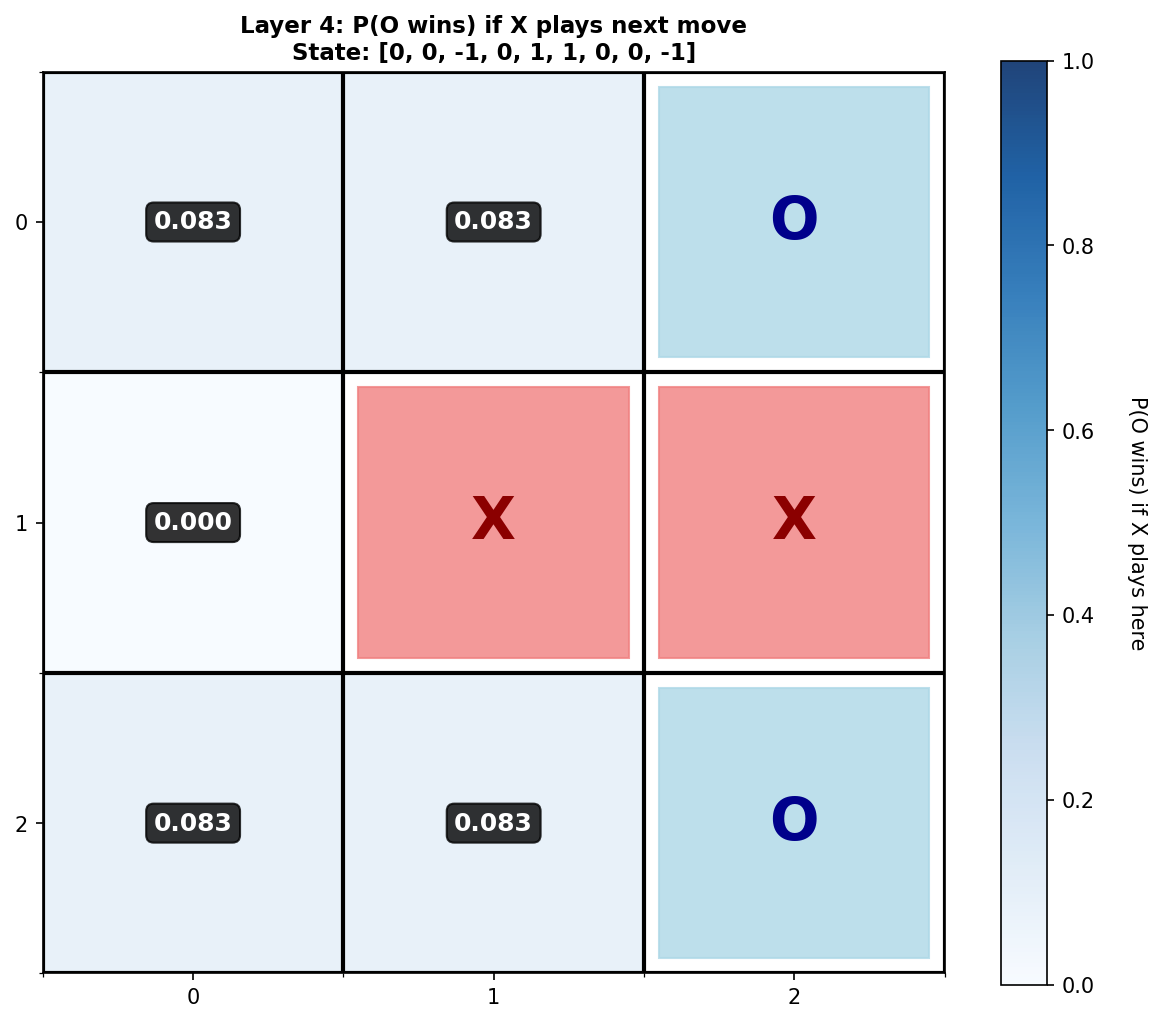 Layer 4: P(O wins) if X plays next move
State: [0, 0, -1, 0, 1, 1, 0, 0, -1]
0
0.083
0.083
O
1
0.000
X
X
2
0.083
0.083
O
0
1
2
1.0
0.8
0.6
0.4
0.2
0.0
P(O wins) if X plays here